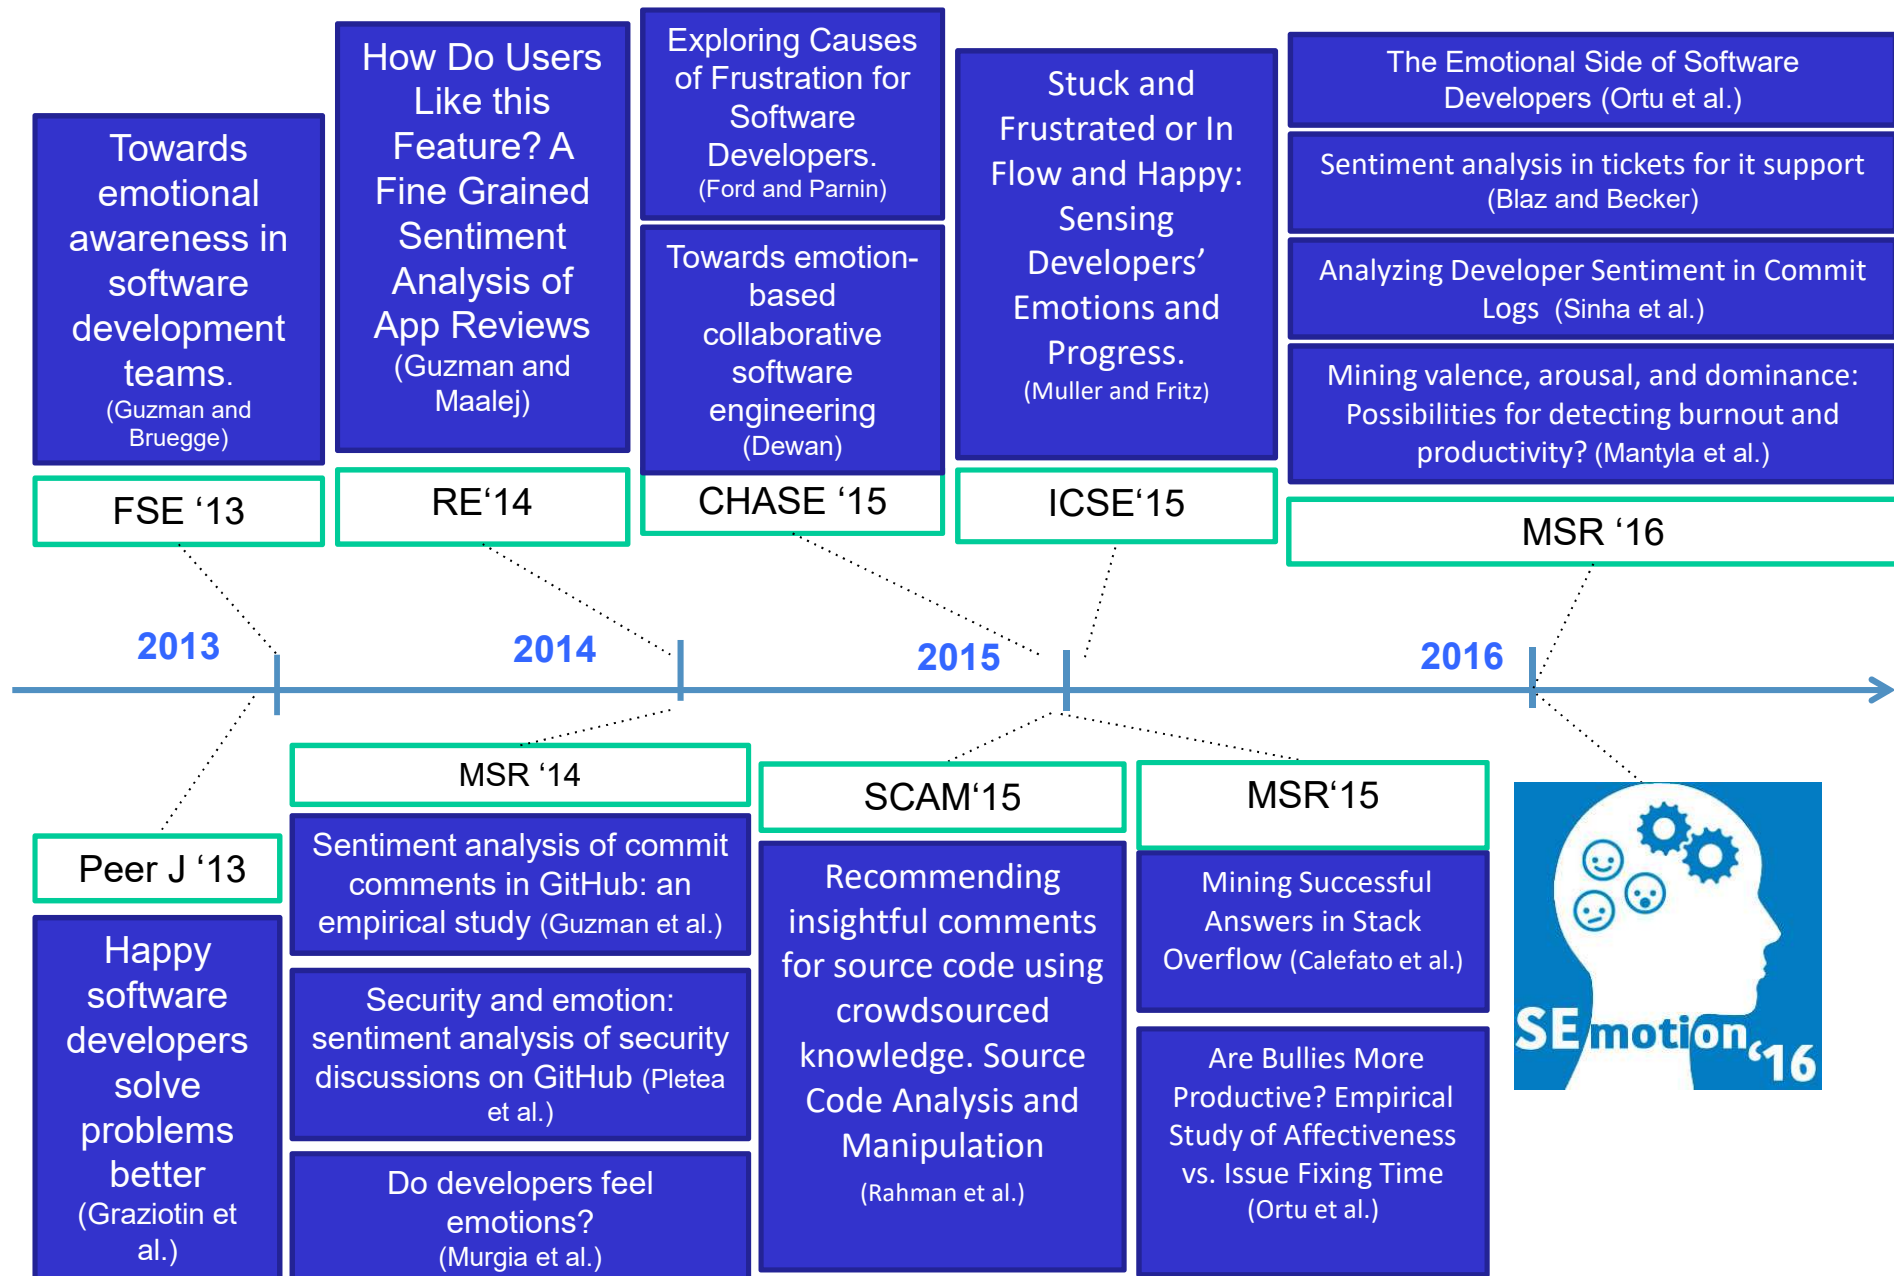 Towards
emotional
awareness in
software
development
teams.
(Guzman and
Bruegge)
FSE ‘13
How Do Users
Like this
Feature? A
Fine Grained
Sentiment
Analysis of
App Reviews
(Guzman and
Maalej)
RE‘14
Exploring Causes
of Frustration for
Software
Developers.
(Ford and Parnin)
Towards emotion-
based
collaborative
software
engineering
(Dewan)
CHASE ‘15
Stuck and
Frustrated or In
Flow and Happy:
Sensing
Developers’
Emotions and
Progress.
(Muller and Fritz)
ICSE‘15
The Emotional Side of Software
Developers (Ortu et al.)
Sentiment analysis in tickets for it support
(Blaz and Becker)
Analyzing Developer Sentiment in Commit
Logs (Sinha et al.)
Mining valence, arousal, and dominance:
Possibilities for detecting burnout and
productivity? (Mantyla et al.)
MSR ‘16
2013
2014
2015
2016
Peer J ‘13
Happy
software
developers
solve
problems
better
(Graziotin et
al.)
MSR ‘14
Sentiment analysis of commit
comments in GitHub: an
empirical study (Guzman et al.)
Security and emotion:
sentiment analysis of security
discussions on GitHub (Pletea
et al.)
Do developers feel
emotions?
(Murgia et al.)
SCAM‘15
Recommending
insightful comments
for source code using
crowdsourced
knowledge. Source
Code Analysis and
Manipulation
(Rahman et al.)
MSR‘15
Mining Successful
Answers in Stack
Overflow (Calefato et al.)
Are Bullies More
Productive? Empirical
Study of Affectiveness
vs. Issue Fixing Time
(Ortu et al.)
SEmotion‘16